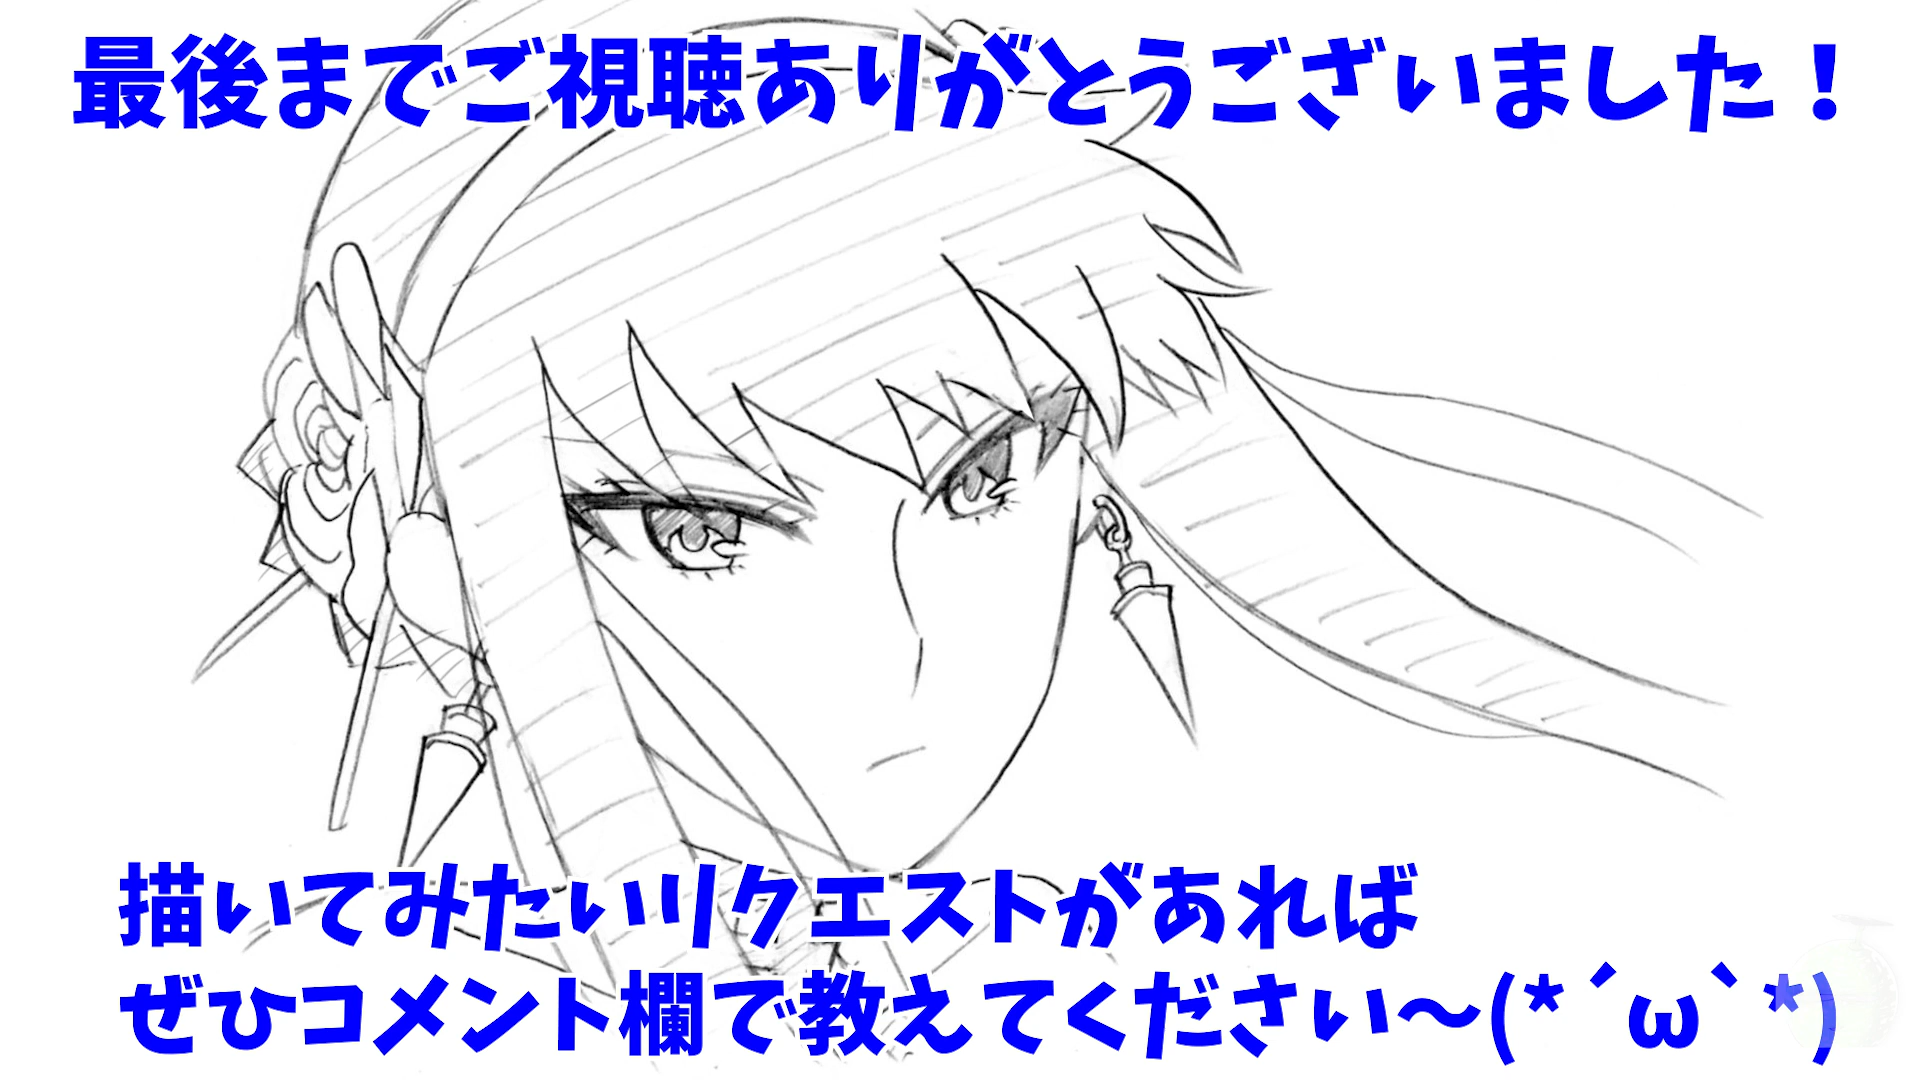 最後までご視聴ありがとうございました！
描いてみたいリクエストがあれば
ぜひコメント欄で教えてください～(*´ω`*)